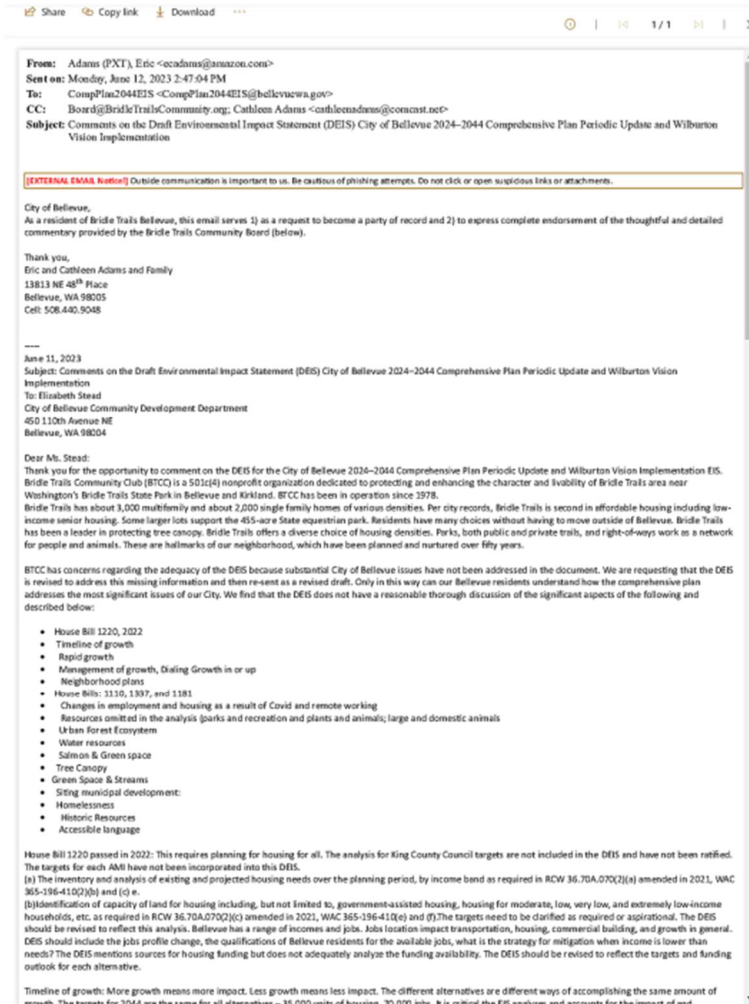 Share Copy link Download ...
1/1
From: Adams (PXT), Eric <ecadams@amazon.com>
Sent on: Monday, June 12, 2023 2:47:04 PM
To: CompPlan2044EIS <CompPlan2044EIS@bellevuewa.gov>
CC: Board@BridleTrailsCommunity.org; Cathleen Adams <cathleenadams@comcast.net>
Subject: Comments on the Draft Environmental Impact Statement (DEIS) City of Bellevue 2024–2044 Comprehensive Plan Periodic Update and Wilburton
Vision Implementation
[EXTERNAL EMAIL Notice!] Outside communication is important to us. Be cautious of phishing attempts. Do not click or open suspicious links or attachments.
City of Bellevue,
As a resident of Bridle Trails Bellevue, this email serves 1) as a request to become a party of record and 2) to express complete endorsement of the thoughtful and detailed
commentary provided by the Bridle Trails Community Board (below).
Thank you,
Eric and Cathleen Adams and Family
13813 NE 48th Place
Bellevue, WA 98005
Cell: 508.440.9048
----
June 11, 2023
Subject: Comments on the Draft Environmental Impact Statement (DEIS) City of Bellevue 2024–2044 Comprehensive Plan Periodic Update and Wilburton Vision
Implementation
To: Elizabeth Stead
City of Bellevue Community Development Department
450 110th Avenue NE
Bellevue, WA 98004
Dear Ms. Stead:
Thank you for the opportunity to comment on the DEIS for the City of Bellevue 2024–2044 Comprehensive Plan Periodic Update and Wilburton Vision Implementation EIS.
Bridle Trails Community Club (BTCC) is a 501c(4) nonprofit organization dedicated to protecting and enhancing the character and livability of Bridle Trails area near
Washington's Bridle Trails State Park in Bellevue and Kirkland. BTCC has been in operation since 1978.
Bridle Trails has about 3,000 multifamily and about 2,000 single family homes of various densities. Per city records, Bridle Trails is second in affordable housing including low-
income senior housing. Some larger lots support the 455-acre State equestrian park. Residents have many choices without having to move outside of Bellevue. Bridle Trails
has been a leader in protecting tree canopy. Bridle Trails offers a diverse choice of housing densities. Parks, both public and private trails, and right-of-ways work as a network
for people and animals. These are hallmarks of our neighborhood, which have been planned and nurtured over fifty years.
BTCC has concerns regarding the adequacy of the DEIS because substantial City of Bellevue issues have not been addressed in the document. We are requesting that the DEIS
is revised to address this missing information and then re-sent as a revised draft. Only in this way can our Bellevue residents understand how the comprehensive plan
addresses the most significant issues of our City. We find that the DEIS does not have a reasonable thorough discussion of the significant aspects of the following and
described below:
• House Bill 1220, 2022
• Timeline of growth
• Rapid growth
• Management of growth, Dialing Growth in or up
• Neighborhood plans
• House Bills: 1110, 1337, and 1181
• Changes in employment and housing as a result of Covid and remote working
• Resources omitted in the analysis (parks and recreation and plants and animals; large and domestic animals
• Urban Forest Ecosystem
• Water resources
• Salmon & Green space
• Tree Canopy
• Green Space & Streams
• Siting municipal development:
• Homelessness
• Historic Resources
• Accessible language
House Bill 1220 passed in 2022: This requires planning for housing for all. The analysis for King County Council targets are not included in the DEIS and have not been ratified.
The targets for each AMI have not been incorporated into this DEIS.
(a) The inventory and analysis of existing and projected housing needs over the planning period, by income band as required in RCW 36.70A.070(2)(a) amended in 2021, WAC
365-196-410(2)(b) and (c) e.
(b)Identification of capacity of land for housing including, but not limited to, government-assisted housing, housing for moderate, low, very low, and extremely low-income
households, etc. as required in RCW 36.70A.070(2)(c) amended in 2021, WAC 365-196-410(e) and (f).The targets need to be clarified as required or aspirational. The DEIS
should be revised to reflect this analysis. Bellevue has a range of incomes and jobs. Jobs location impact transportation, housing, commercial building, and growth in general.
DEIS should include the jobs profile change, the qualifications of Bellevue residents for the available jobs, what is the strategy for mitigation when income is lower than
needs? The DEIS mentions sources for housing funding but does not adequately analyze the funding availability. The DEIS should be revised to reflect the targets and funding
outlook for each alternative.
Timeline of growth: More growth means more impact. Less growth means less impact. The different alternatives are different ways of accomplishing the same amount of